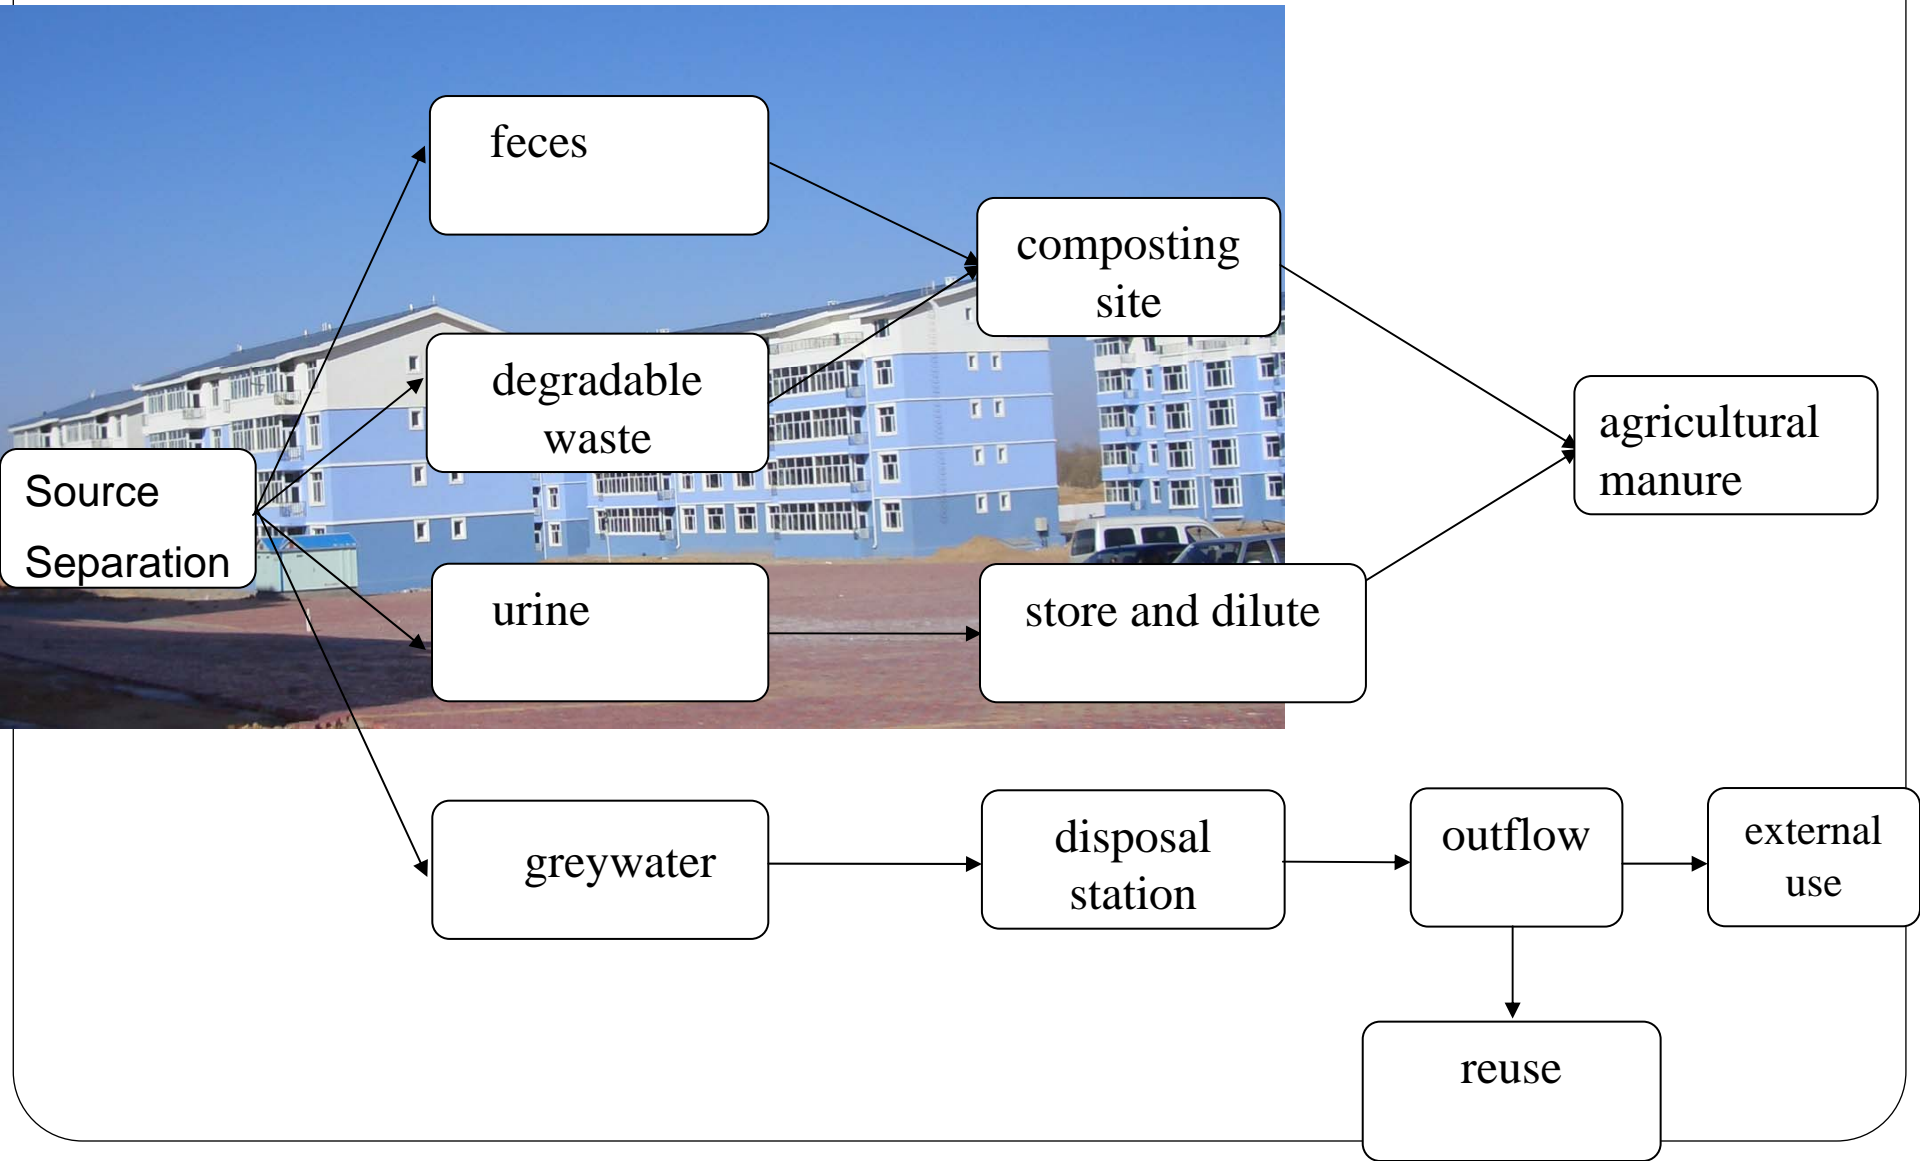 feces
composting
site
degradable
waste
agricultural
manure
Source
Separation
urine
store and dilute
greywater
disposal
station
outflow
external
use
reuse